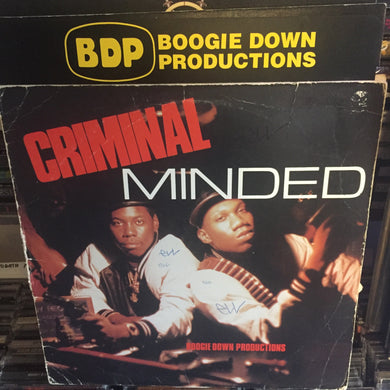 BDP BOOGIE DOWN
PRODUCTIONS
CRIMINAL
MINDED
BOOGIE DOWN PRODUCTIONS